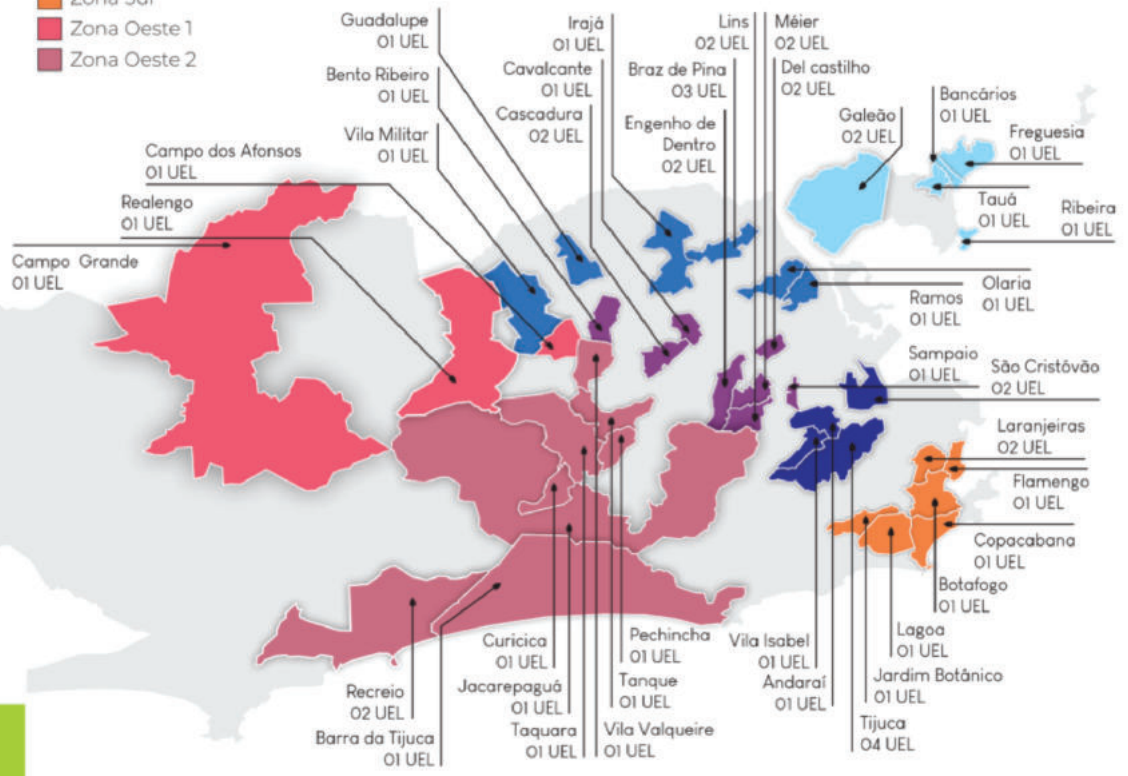 Zona Sul
Zona Oeste 1
Zona Oeste 2
Guadalupe
01 UEL
Bento Ribeiro
01 UEL
Vila Militar
01 UEL
Campo dos Afonsos
01 UEL
Realengo
01 UEL
Campo Grande
01 UEL
Irajá
01 UEL
Cavalcante
01 UEL
Cascadura
02 UEL
Lins
02 UEL
Braz de Pina
03 UEL
Engenho de
Dentro
02 UEL
Méier
02 UEL
Del castilho
02 UEL
Galeão
02 UEL
Bancários
01 UEL
Freguesia
01 UEL
Tauá
01 UEL
Ribeira
01 UEL
Olaria
01 UEL
Ramos
01 UEL
Sampaio
01 UEL
São Cristóvão
02 UEL
Laranjeiras
02 UEL
Flamengo
01 UEL
Copacabana
01 UEL
Botafogo
01 UEL
Lagoa
01 UEL
Jardim Botânico
01 UEL
Tijuca
04 UEL
Vila Isabel
01 UEL
Andaraí
01 UEL
Pechincha
01 UEL
Tanque
01 UEL
Vila Valqueire
01 UEL
Curicica
01 UEL
Jacarepaguá
01 UEL
Taquara
01 UEL
Recreio
02 UEL
Barra da Tijuca
01 UEL